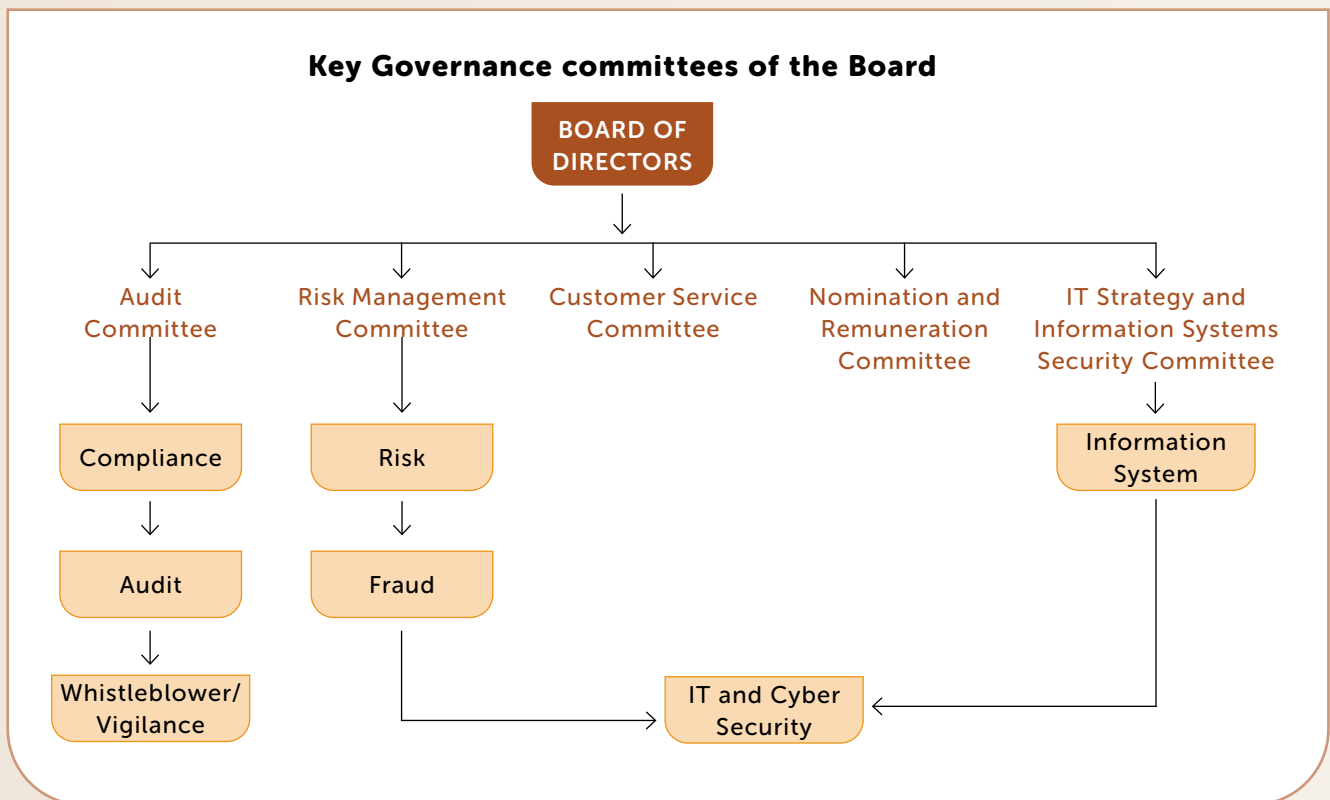 Key Governance committees of the Board
BOARD OF
DIRECTORS
Audit
Committee
Risk Management
Committee
Customer Service
Committee
Nomination and
Remuneration
Committee
IT Strategy and
Information Systems
Security Committee
Compliance
Risk
Information
System
Audit
Fraud
Whistleblower/
Vigilance
IT and Cyber
Security